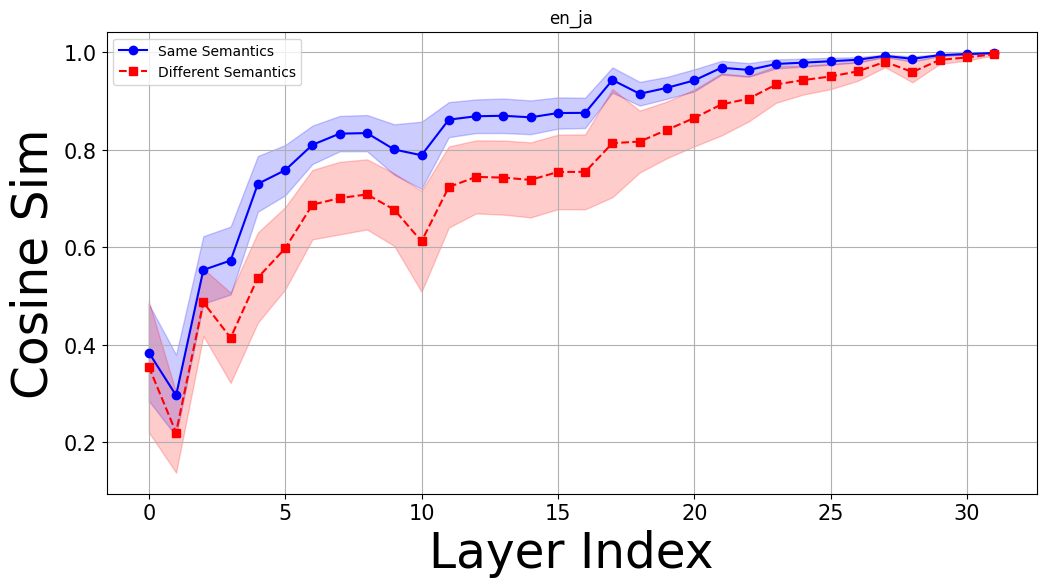 en_ja
Same Semantics
Different Semantics
1.0
0.8
0.6
0.4
0.2
Cosine Sim
0 5 10 15 20 25 30
Layer Index